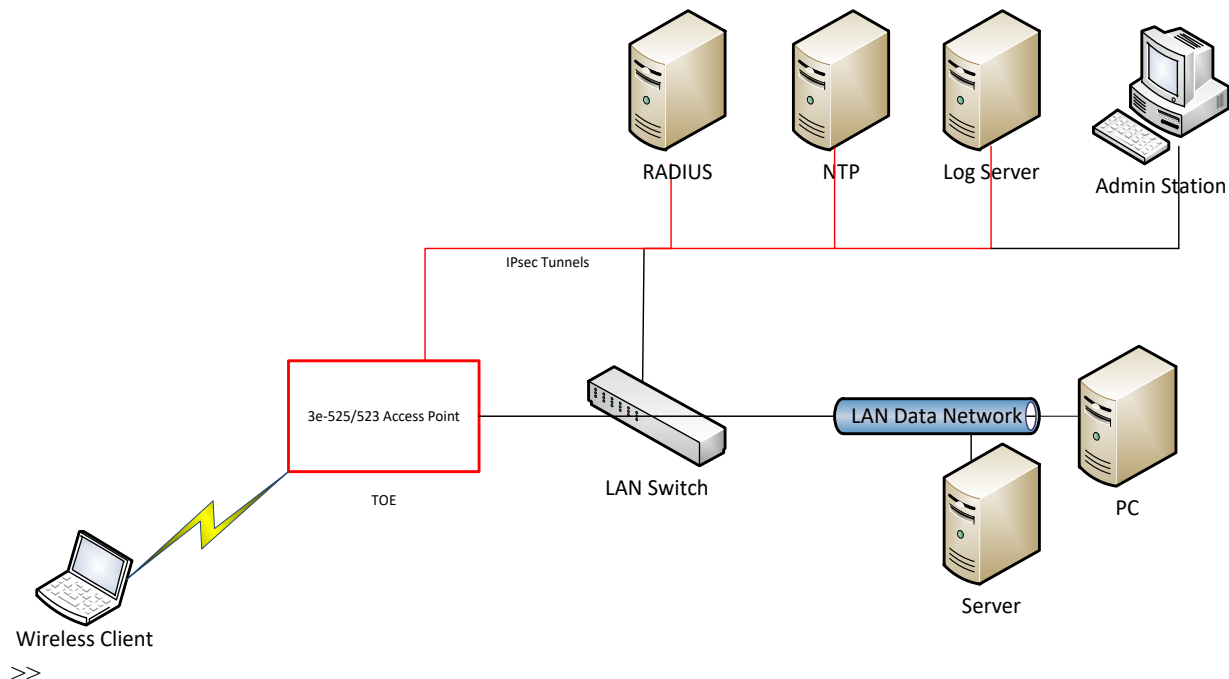 RADIUS
NTP
Log Server
Admin Station
IPsec Tunnels
3e-525/523 Access Point
LAN Data Network
LAN Switch
TOE
PC
Server
Wireless Client
>>